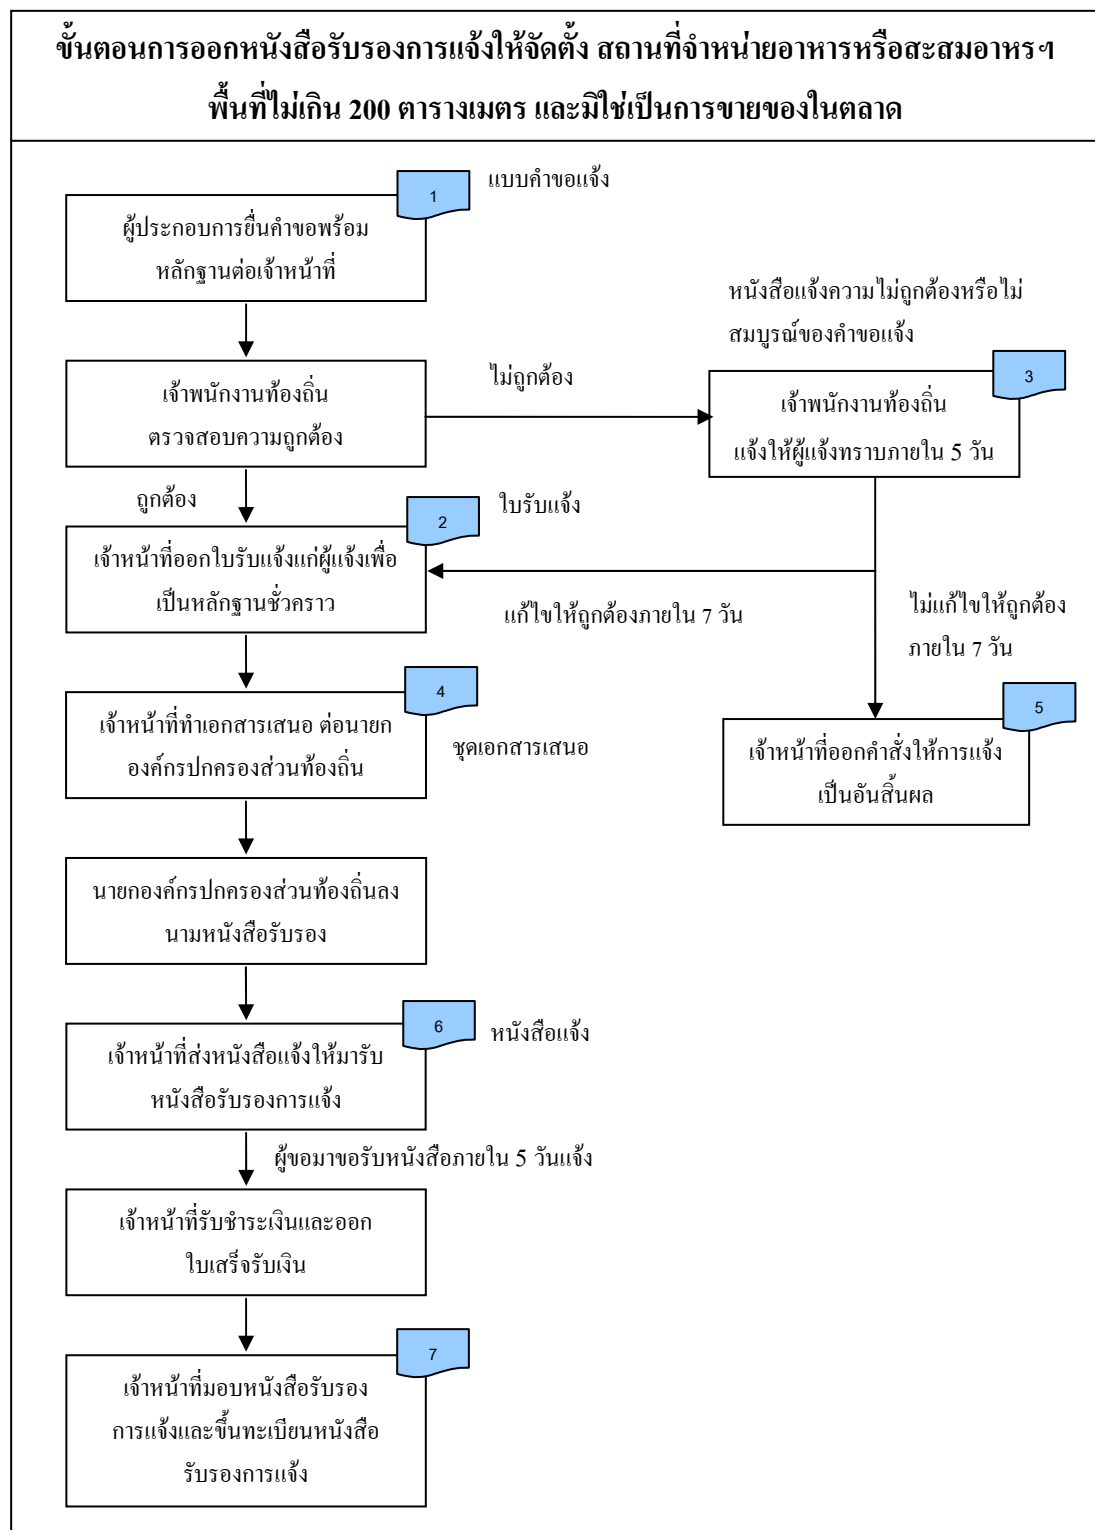 ขั้นตอนการออกหนังสือรับรองการแจ้งให้จัดตั้ง สถานที่จำหน่ายอาหารหรือสะสมอาหรฯ
พื้นที่ไม่เกิน 200 ตารางเมตร และมิใช่เป็นการขายของในตลาด
1
แบบคำขอแจ้ง
ผู้ประกอบการยื่นคำขอพร้อม
หลักฐานต่อเจ้าหน้าที่
หนังสือแจ้งความไม่ถูกต้องหรือไม่
สมบูรณ์ของคำขอแจ้ง
เจ้าพนักงานท้องถิ่น
ตรวจสอบความถูกต้อง
ไม่ถูกต้อง
3
เจ้าพนักงานท้องถิ่น
แจ้งให้ผู้แจ้งทราบภายใน 5 วัน
ถูกต้อง
2
ใบรับแจ้ง
เจ้าหน้าที่ออกใบรับแจ้งแก่ผู้แจ้งเพื่อ
เป็นหลักฐานชั่วคราว
แก้ไขให้ถูกต้องภายใน 7 วัน
ไม่แก้ไขให้ถูกต้อง
ภายใน 7 วัน
4
เจ้าหน้าที่ทำเอกสารเสนอ ต่อนายก
องค์กรปกครองส่วนท้องถิ่น
ชุดเอกสารเสนอ
5
เจ้าหน้าที่ออกคำสั่งให้การแจ้ง
เป็นอันสิ้นผล
นายกองค์กรปกครองส่วนท้องถิ่นลง
นามหนังสือรับรอง
6
หนังสือแจ้ง
เจ้าหน้าที่ส่งหนังสือแจ้งให้มารับ
หนังสือรับรองการแจ้ง
ผู้ขอมาขอรับหนังสือภายใน 5 วันแจ้ง
เจ้าหน้าที่รับชำระเงินและออก
ใบเสร็จรับเงิน
7
เจ้าหน้าที่มอบหนังสือรับรอง
การแจ้งและขึ้นทะเบียนหนังสือ
รับรองการแจ้ง